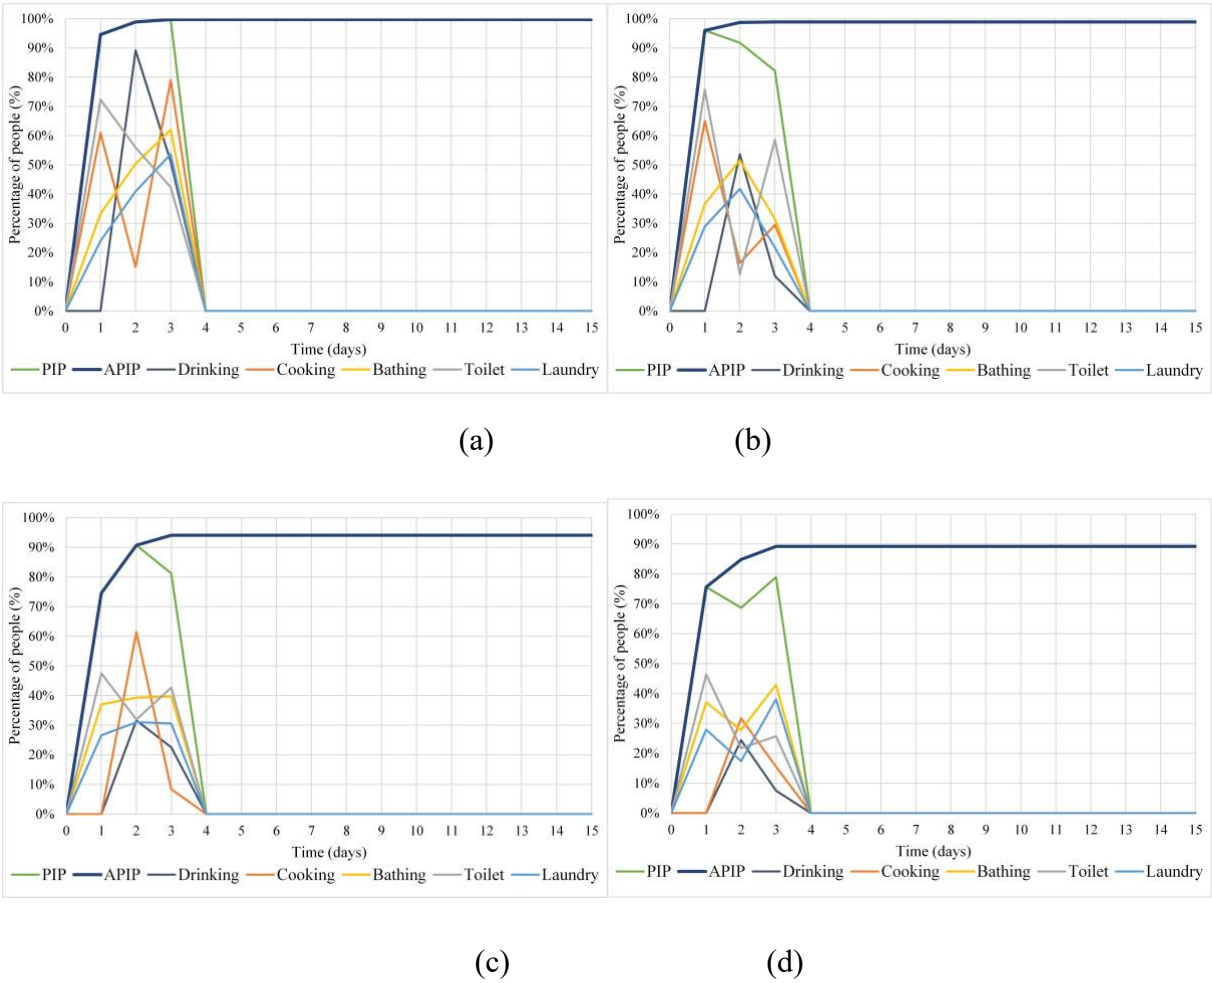 100%
90%
80%
70%
60%
50%
40%
30%
20%
10%
0%
Percentage of people (%)
0 1 2 3 4 5 6 7 8 9 10 11 12 13 14 15
Time (days)
PIP APIP Drinking Cooking Bathing Toilet Laundry
100%
90%
80%
70%
60%
50%
40%
30%
20%
10%
0%
Percentage of people (%)
0 1 2 3 4 5 6 7 8 9 10 11 12 13 14 15
Time (days)
PIP APIP Drinking Cooking Bathing Toilet Laundry
(a) (b)
100%
90%
80%
70%
60%
50%
40%
30%
20%
10%
0%
Percentage of people (%)
0 1 2 3 4 5 6 7 8 9 10 11 12 13 14 15
Time (days)
PIP APIP Drinking Cooking Bathing Toilet Laundry
100%
90%
80%
70%
60%
50%
40%
30%
20%
10%
0%
Percentage of people (%)
0 1 2 3 4 5 6 7 8 9 10 11 12 13 14 15
Time (days)
PIP APIP Drinking Cooking Bathing Toilet Laundry
(c) (d)